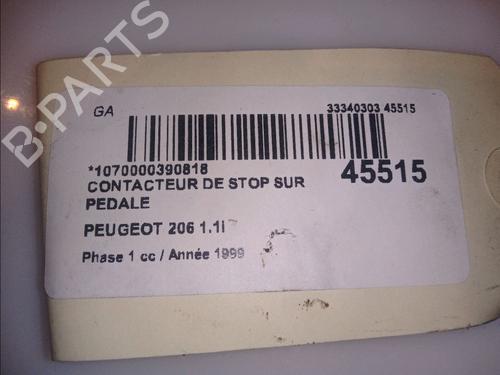 GA
33340303 45515
*1070000390818
45515
CONTACTEUR DE STOP SUR
PEDALE
PEUGEOT 206 1.1I
Phase 1 cc / Année 1999
B-PARTS